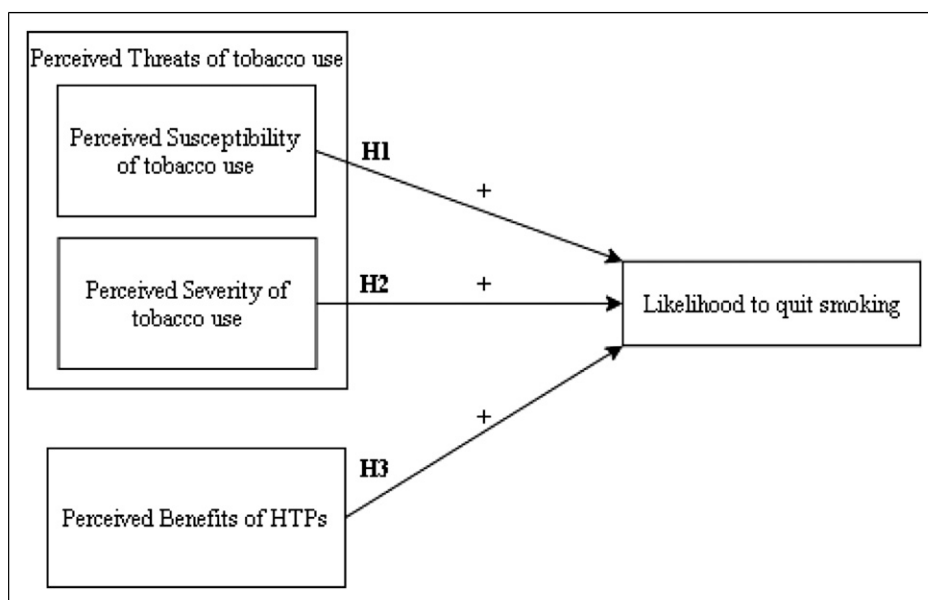 Perceived Threats of tobacco use
Perceived Susceptibility
of tobacco use
H1
+
Perceived Severity of
tobacco use
H2
+
Likelihood to quit smoking
+
H3
Perceived Benefits of HTPs